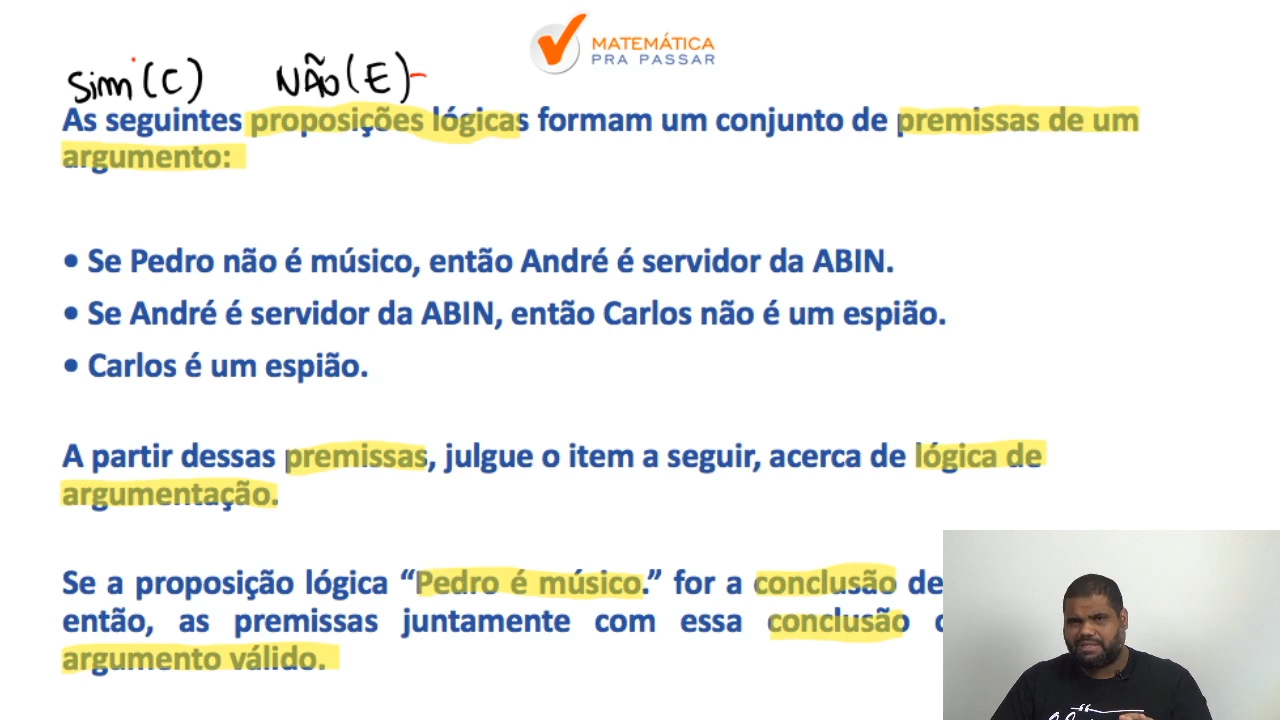 MATEMÁTICA
PRA PASSAR
Sim (C) NÃO (E)
As seguintes proposições lógicas formam um conjunto de premissas de um
argumento:
• Se Pedro não é músico, então André é servidor da ABIN.
• Se André é servidor da ABIN, então Carlos não é um espião.
• Carlos é um espião.
A partir dessas premissas, julgue o item a seguir, acerca de lógica de
argumentação.
Se a proposição lógica “Pedro é músico.” for a conclusão de
então, as premissas juntamente com essa conclusão
argumento válido.